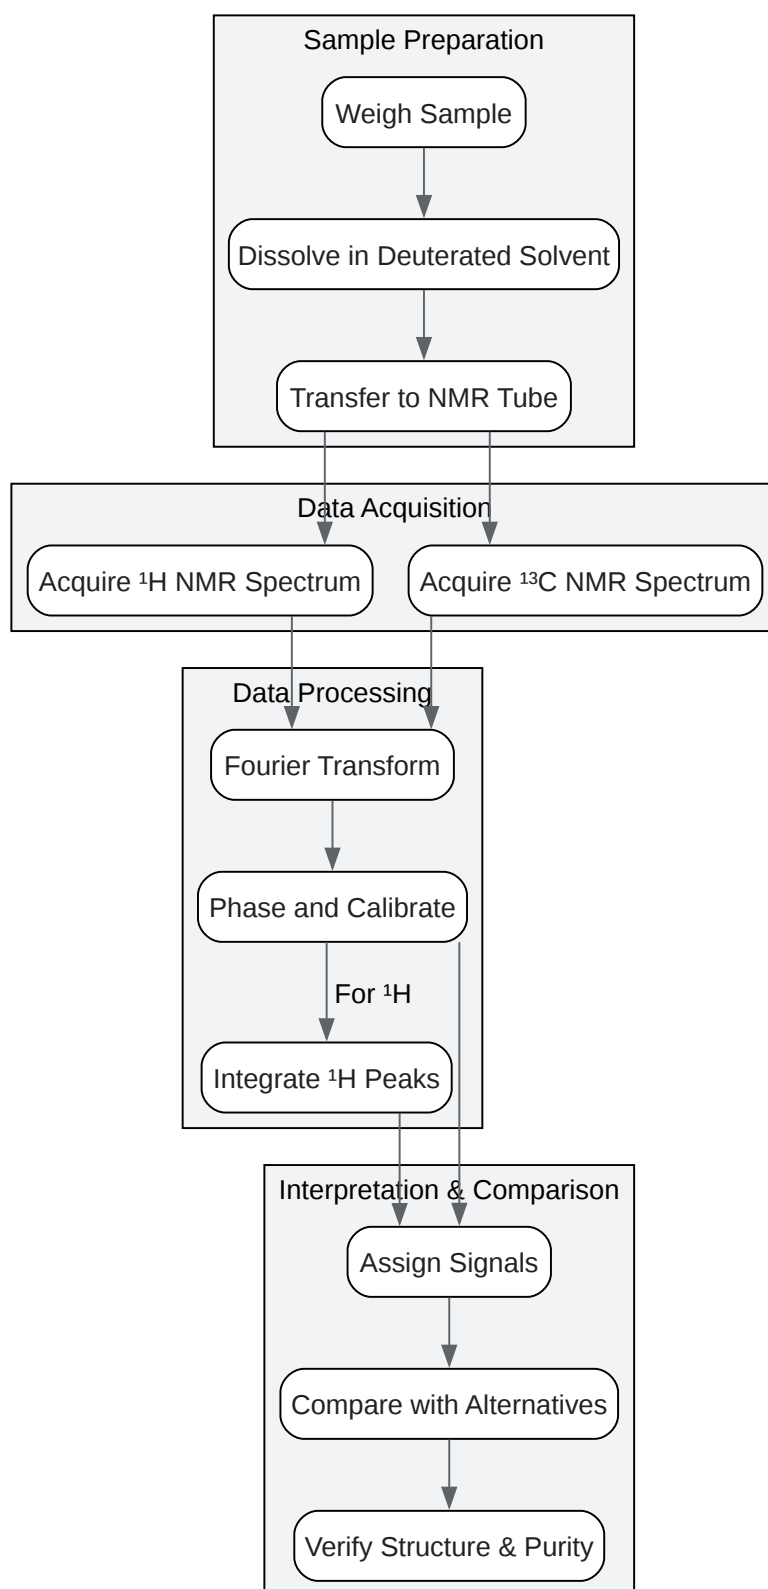 Sample Preparation
Weigh Sample
Dissolve in Deuterated Solvent
Transfer to NMR Tube
Data Acquisition
Acquire ¹H NMR Spectrum
Acquire ¹³C NMR Spectrum
Data Processing
Fourier Transform
Phase and Calibrate
For ¹H
Integrate ¹H Peaks
Interpretation & Comparison
Assign Signals
Compare with Alternatives
Verify Structure & Purity